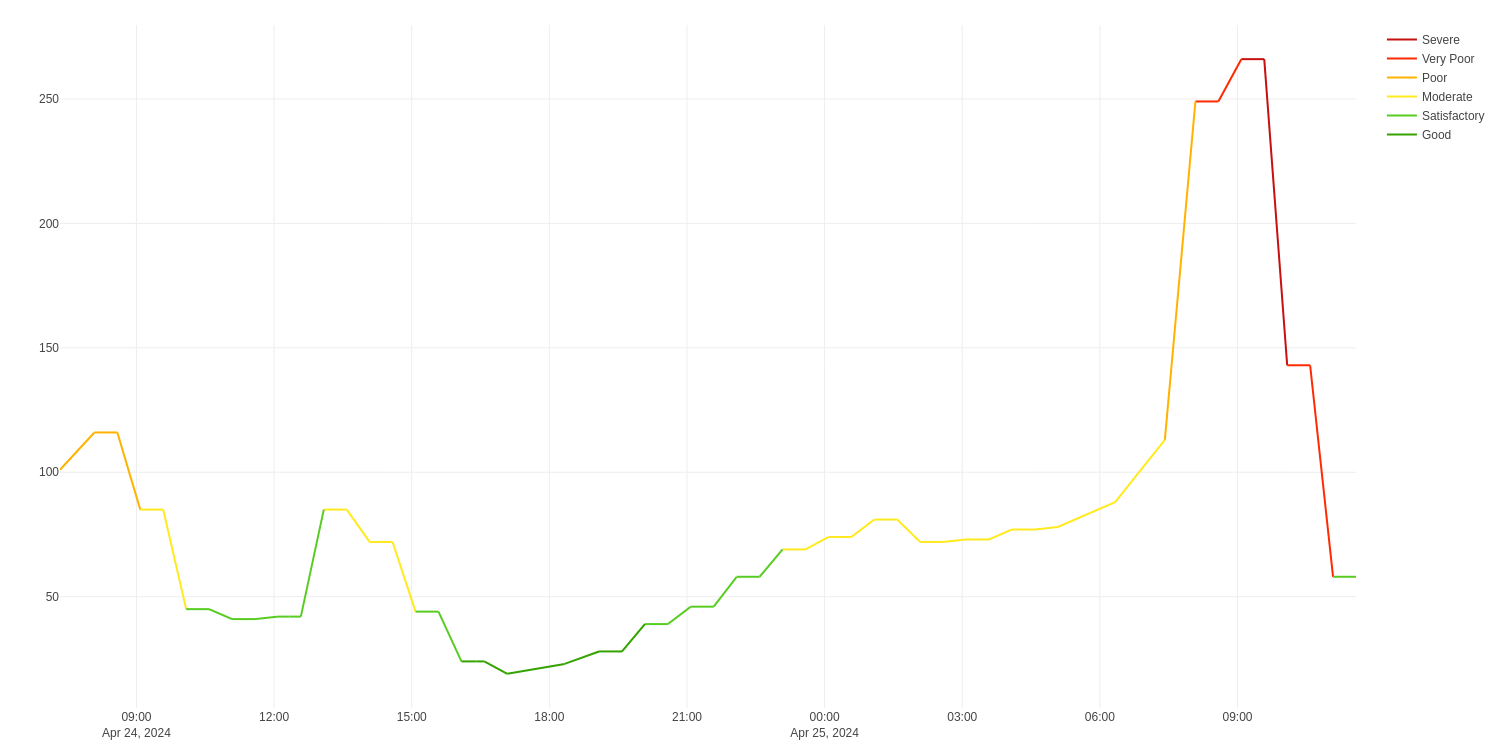 250
200
150
100
50
09:00
Apr 24, 2024
12:00
15:00
18:00
21:00
00:00
Apr 25, 2024
03:00
06:00
09:00
Severe
Very Poor
Poor
Moderate
Satisfactory
Good